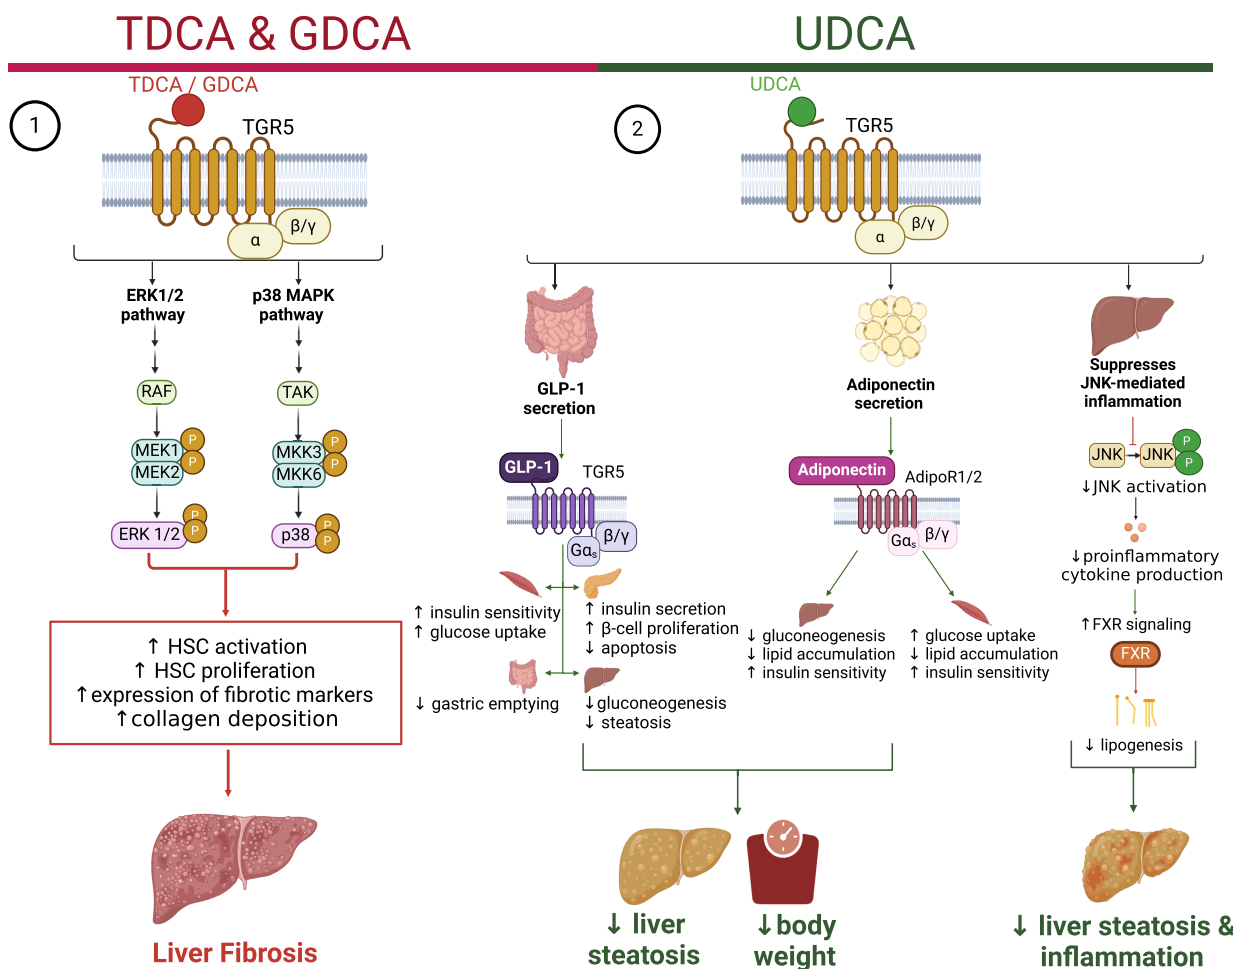 TDCA & GDCA
UDCA
TDCA / GDCA
1
TGR5
α
β/γ
ERK1/2
pathway
p38 MAPK
pathway
RAF
TAK
MEK1
P
MEK2
P
MKK3
P
MKK6
P
ERK 1/2
P
P
p38
P
P
↑ HSC activation
↑ HSC proliferation
↑expression of fibrotic markers
↑collagen deposition
Liver Fibrosis
UDCA
2
TGR5
α
β/γ
GLP-1
secretion
GLP-1
TGR5
Gαs
β/γ
↑ insulin sensitivity
↑ glucose uptake
↑ insulin secretion
↑ β-cell proliferation
↓ apoptosis
↓ gastric emptying
↓gluconeogenesis
↓ steatosis
Adiponectin
secretion
Adiponectin
AdipoR1/2
Gαs
β/γ
↓ gluconeogenesis
↓ lipid accumulation
↑ insulin sensitivity
↑ glucose uptake
↓ lipid accumulation
↑ insulin sensitivity
↓ liver
steatosis
↓body
weight
Suppresses
JNK-mediated
inflammation
JNK
JNK
P
P
↓JNK activation
↓proinflammatory
cytokine production
↑FXR signaling
FXR
↓ lipogenesis
↓ liver steatosis &
inflammation